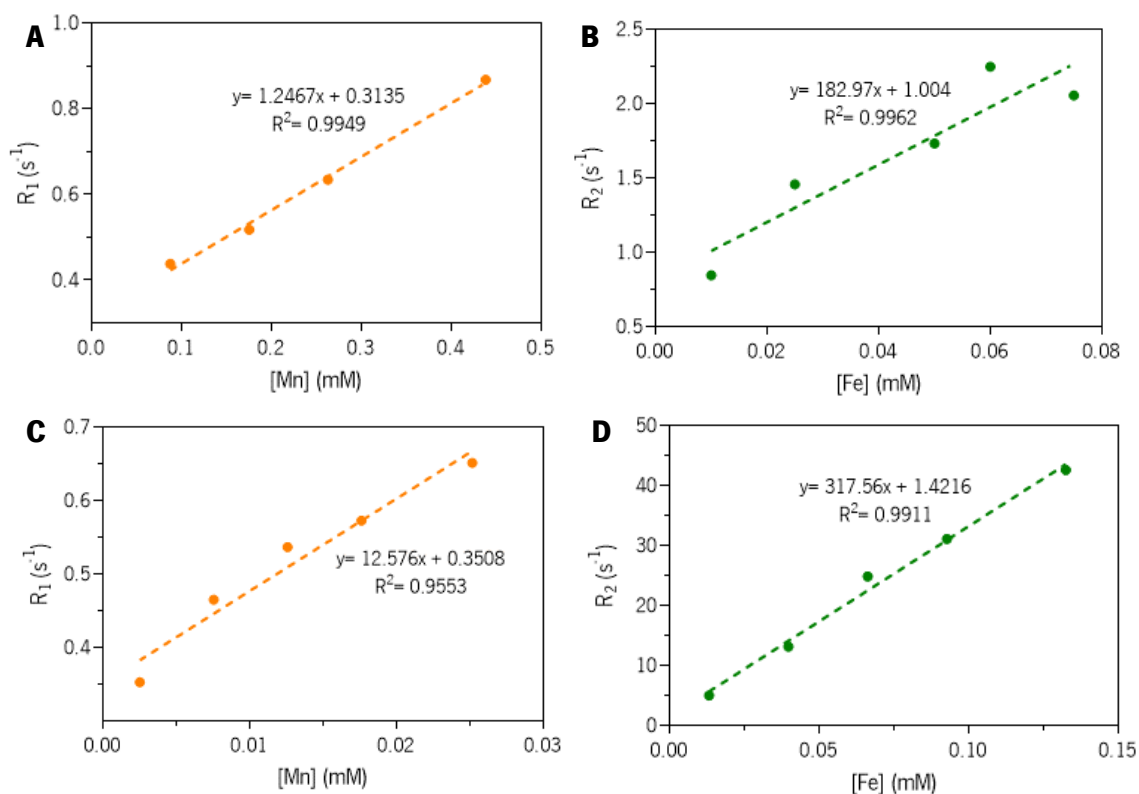 A
1.0
0.8
0.6
0.4
R₁ (s⁻¹)
y= 1.2467x + 0.3135
R²= 0.9949
0.0 0.1 0.2 0.3 0.4 0.5
[Mn] (mM)
B
2.5
2.0
1.5
1.0
0.5
R₂ (s⁻¹)
y= 182.97x + 1.004
R²= 0.9962
0.00 0.02 0.04 0.06 0.08
[Fe] (mM)
C
0.7
0.6
0.5
0.4
R₁ (s⁻¹)
y= 12.576x + 0.3508
R²= 0.9553
0.00 0.01 0.02 0.03
[Mn] (mM)
D
50
40
30
20
10
0
R₂ (s⁻¹)
y= 317.56x + 1.4216
R²= 0.9911
0.00 0.05 0.10 0.15
[Fe] (mM)